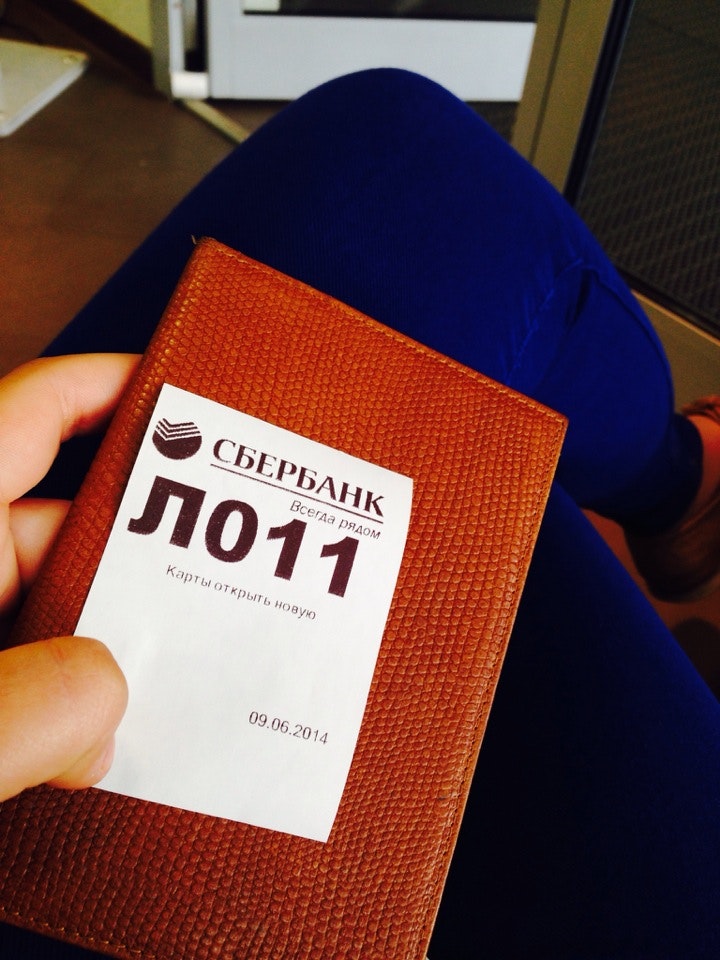 СБЕРБАНК
Всегда рядом
Л011
Карты открыть новую
09.06.2014